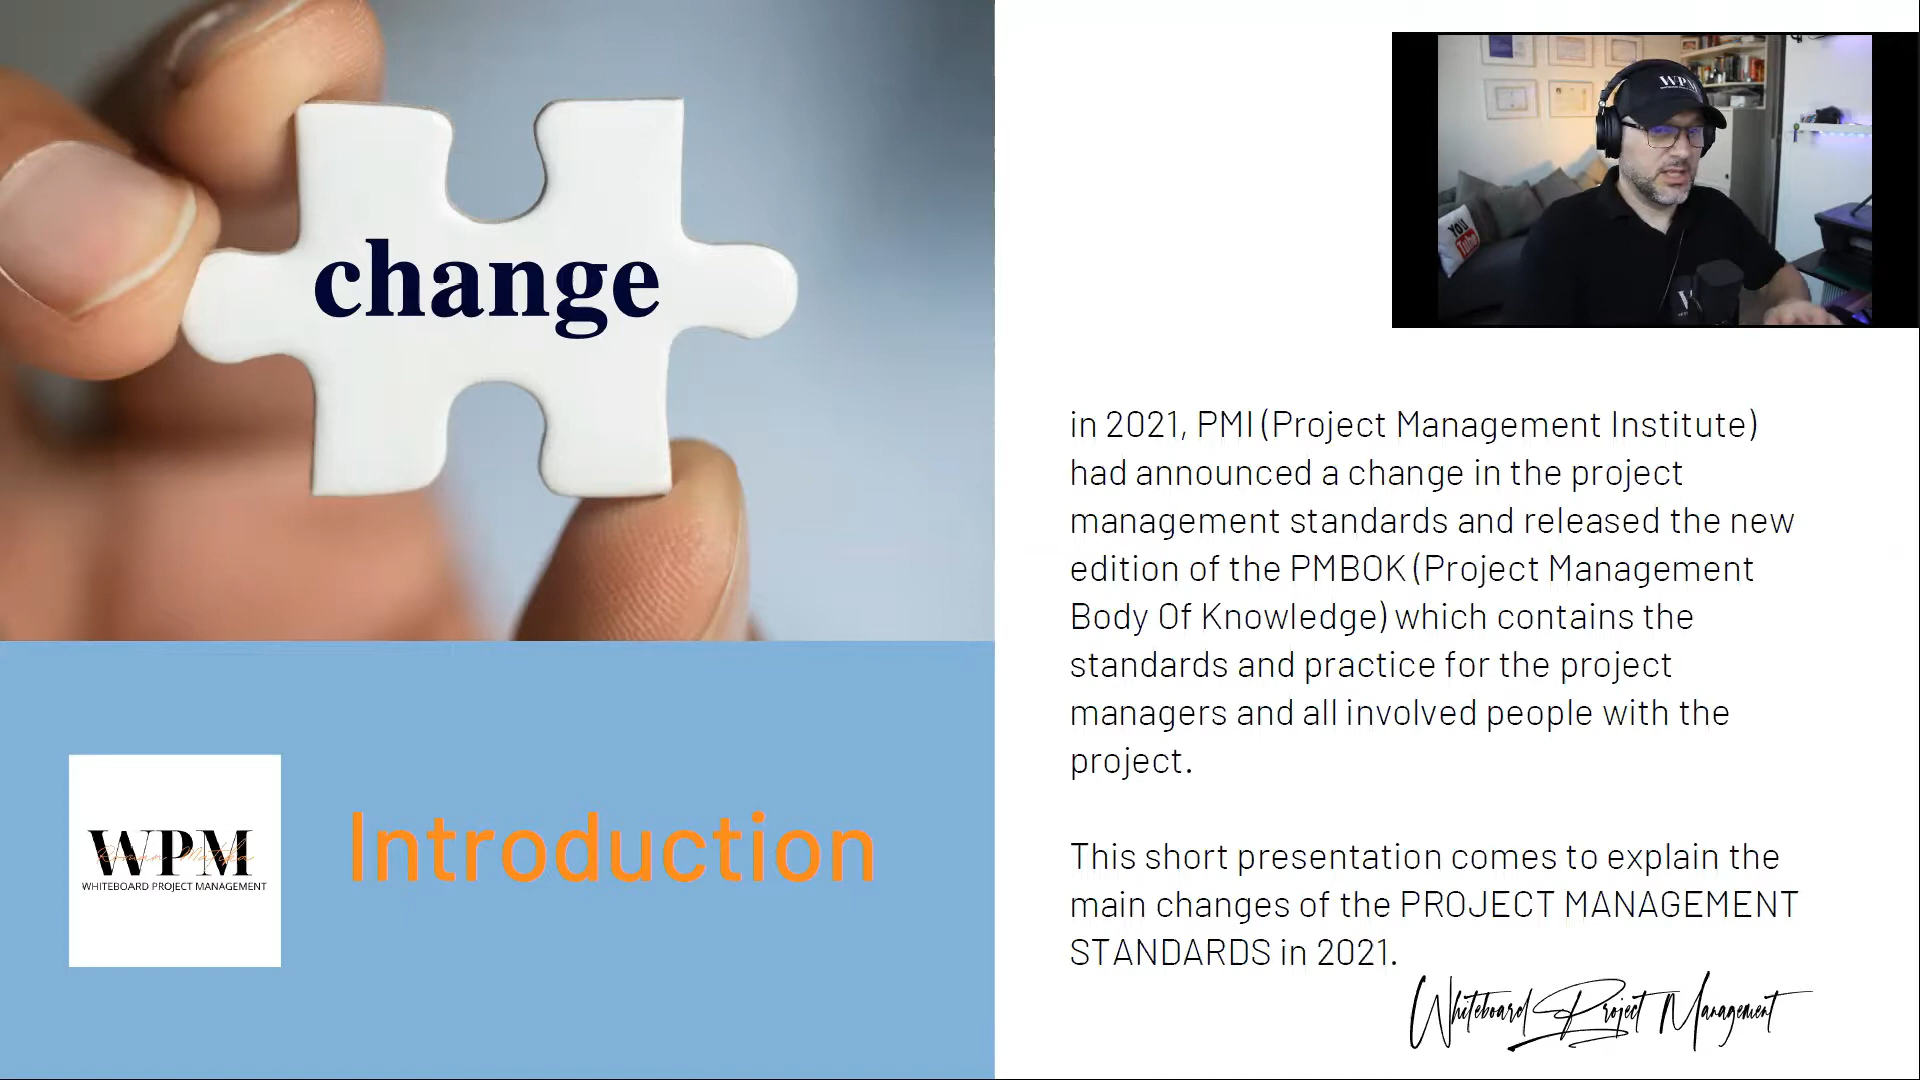 change
WPM
YOU
Tube
in 2021, PMI (Project Management Institute)
had announced a change in the project
management standards and released the new
edition of the PMBOK (Project Management
Body Of Knowledge) which contains the
standards and practice for the project
managers and all involved people with the
project.
This short presentation comes to explain the
main changes of the PROJECT MANAGEMENT
STANDARDS in 2021.
WPM
WHITEBOARD PROJECT MANAGEMENT
Introduction
Whiteboard Project Management